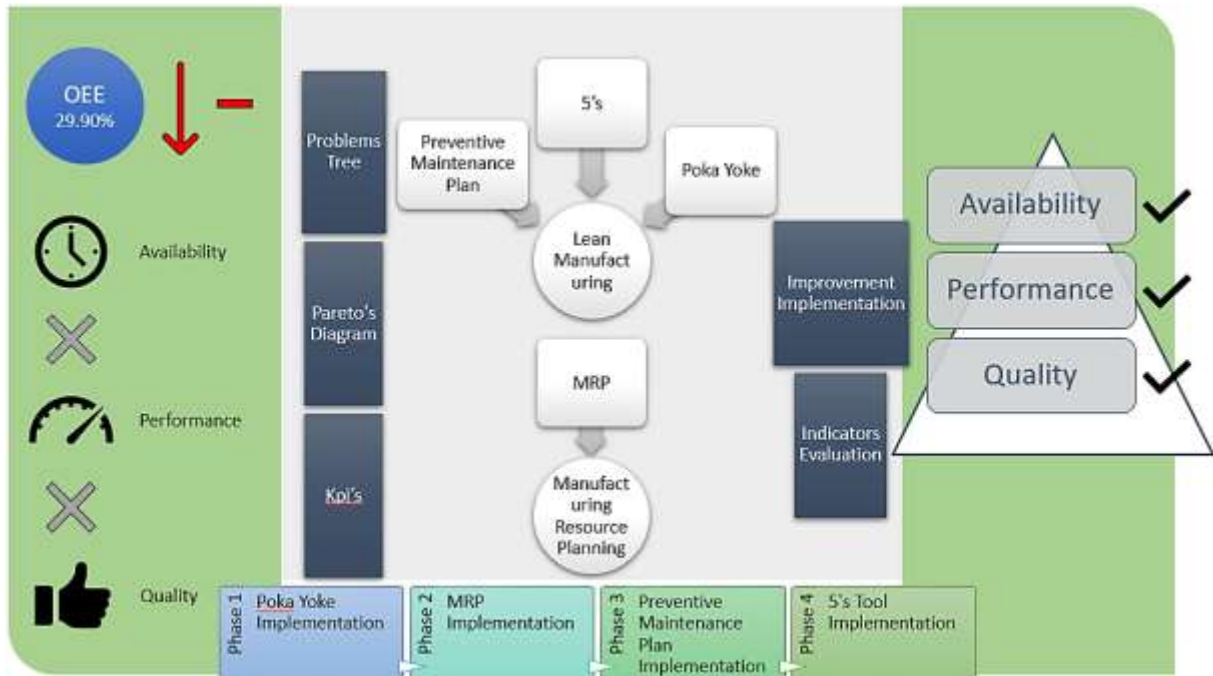 OEE
29.90%
Availability
Performance
Quality
Problems
Tree
Pareto's
Diagram
Kpi's
5's
Preventive
Maintenance
Plan
Poka Yoke
Lean
Manufact
uring
MRP
Manufact
uring
Resource
Planning
Improvement
Implementation
Indicators
Evaluation
Availability
Performance
Quality
Phase 1
Poka Yoke
Implementation
Phase 2
MRP
Implementation
Phase 3
Preventive
Maintenance
Plan
Implementation
Phase 4
5's Tool
Implementation